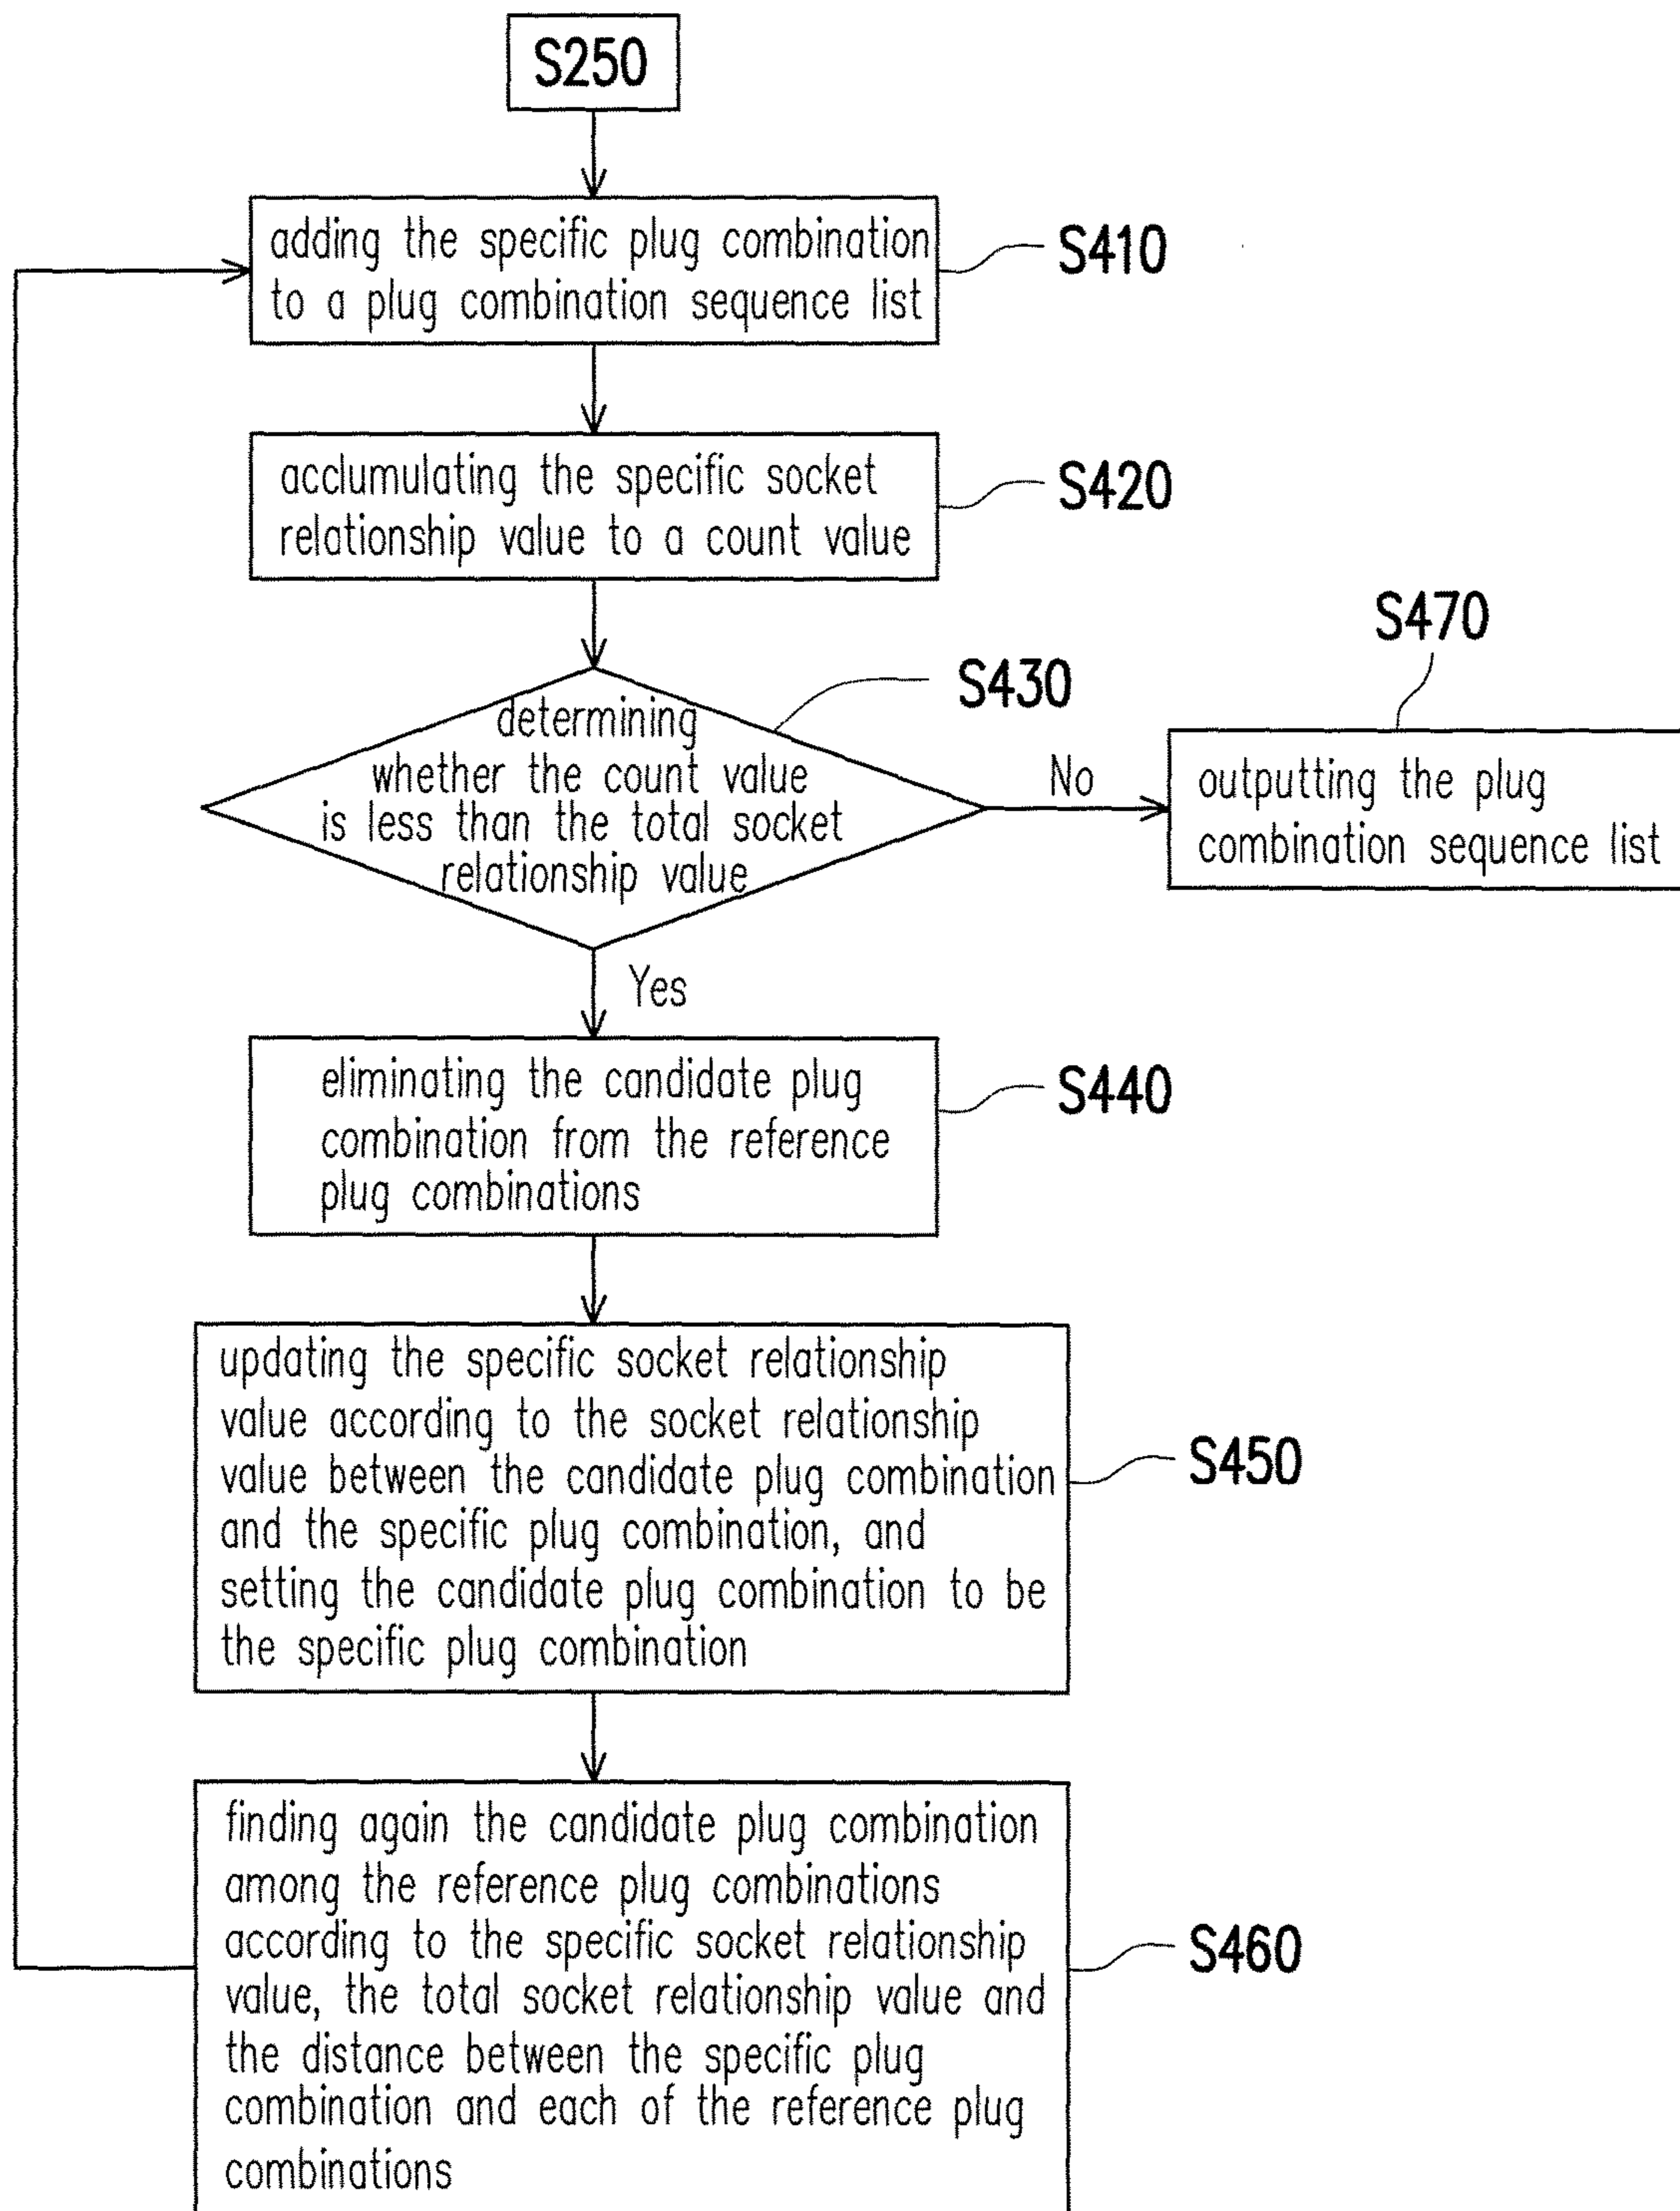 S250
adding the specific plug combination
to a plug combination sequence list
S410
acclumulating the specific socket
relationship value to a count value
S420
determining
whether the count value
is less than the total socket
relationship value
S430
No
S470
outputting the plug
combination sequence list
Yes
eliminating the candidate plug
combination from the reference
plug combinations
S440
updating the specific socket relationship
value according to the socket relationship
value between the candidate plug combination
and the specific plug combination, and
setting the candidate plug combination to be
the specific plug combination
S450
finding again the candidate plug combination
among the reference plug combinations
according to the specific socket relationship
value, the total socket relationship value and
the distance between the specific plug
combination and each of the reference plug
combinations
S460